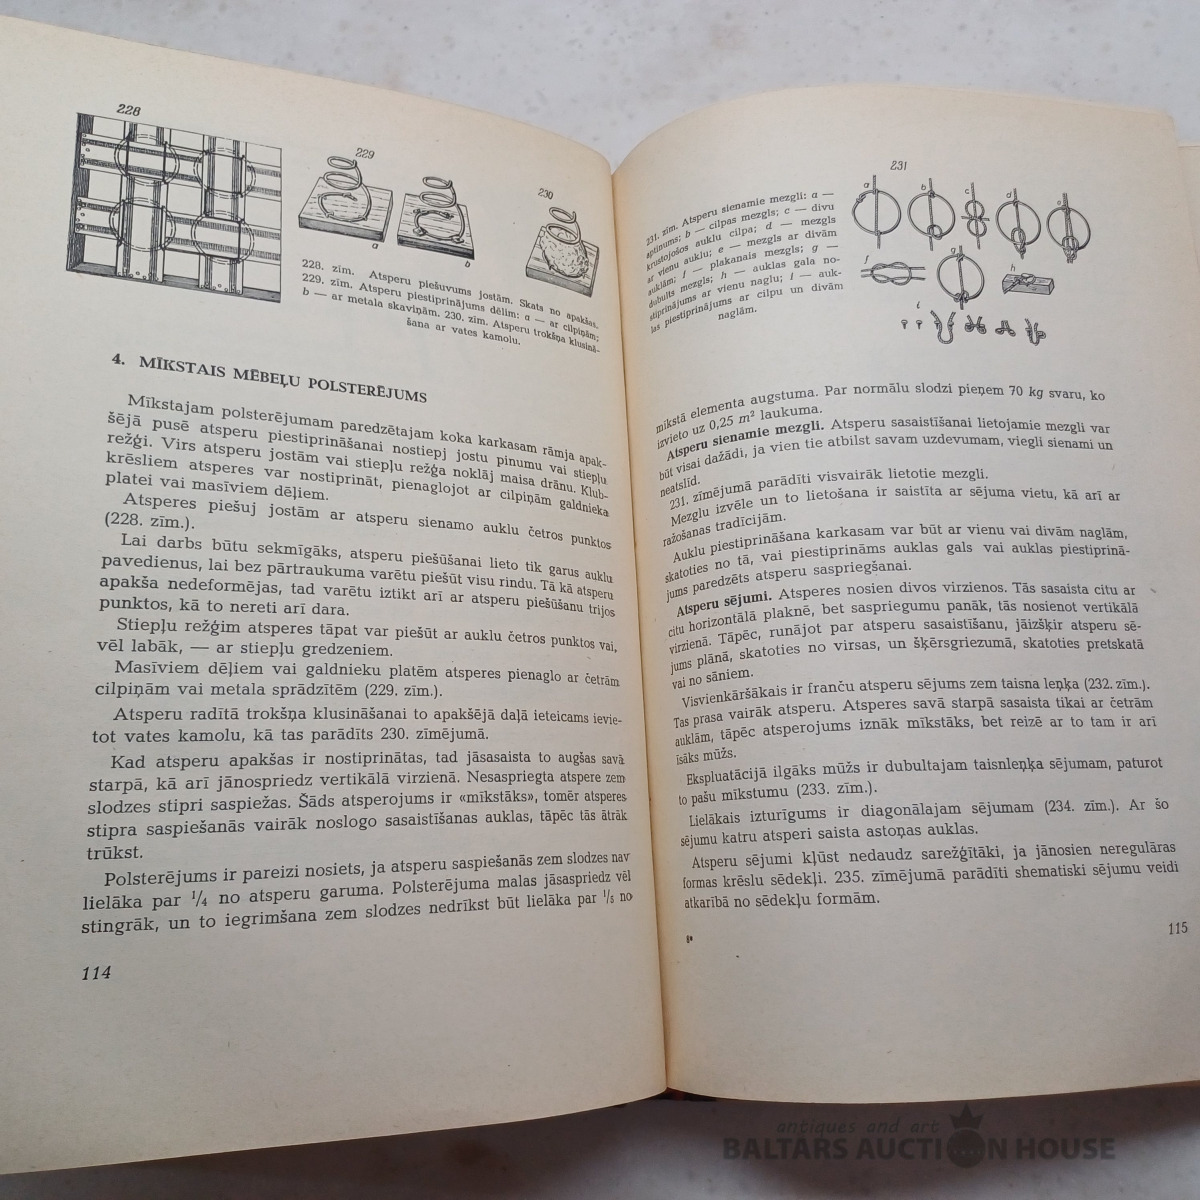 228
229
a
b
230
228. zīm. Atsperu piešuvums jostām. Skats no apakšas.
229. zīm. Atsperu piestiprinājums dēlim: a — ar cilpiņām;
b — ar metala skaviņām. 230. zīm. Atsperu trokšņa klusinā-
šana ar vates kamolu.
4. MĪKSTAIS MĒBEĻU POLSTERĒJUMS
Mīkstajam polsterējumam paredzētajam koka karkasam rāmja apak-
šējā pusē atsperu piestiprināšanai nostiepj jostu pinumu vai stiepļu
režģi. Virs atsperu jostām vai stiepļu režģa noklāj maisa drānu. Klub-
krēsliem atsperes var nostiprināt, pienaglojot ar cilpiņām galdnieka
platei vai masīviem dēļiem.
Atsperes piešuj jostām ar atsperu sienamo auklu četros punktos
(228. zīm.).
Lai darbs būtu sekmīgāks, atsperu piešūšanai lieto tik garus auklu
pavedienus, lai bez pārtraukuma varētu piešūt visu rindu. Tā kā atsperu
apakša nedeformējas, tad varētu iztikt arī ar atsperu piešūšanu trijos
punktos, kā to nereti arī dara.
Stiepļu režģim atsperes tāpat var piešūt ar auklu četros punktos vai,
vēl labāk, — ar stiepļu gredzeniem.
Masīviem dēļiem vai galdnieku platēm atsperes pienaglo ar četrām
cilpiņām vai metala sprādzītēm (229. zīm.).
Atsperu radītā trokšņa klusināšanai to apakšējā daļā ieteicams ievie-
tot vates kamolu, kā tas parādīts 230. zīmējumā.
Kad atsperu apakšas ir nostiprinātas, tad jāsasaista to augšas savā
starpā, kā arī jānospriedz vertikālā virzienā. Nesaspriegta atspere zem
slodzes stipri saspiežas. Šāds atsperojums ir «mīkstāks», tomēr atsperes
stipra saspiešanās vairāk noslogo sasaistīšanas auklas, tāpēc tās ātrāk
trūkst.
Polsterējums ir pareizi nosiets, ja atsperu saspiešanās zem slodzes nav
lielāka par 1/4 no atsperu garuma. Polsterējuma malas jāsaspriedz vēl
stingrāk, un to iegrimšana zem slodzes nedrīkst būt lielāka par 1/8 no
114
231
231. zīm. Atsperu sienamie mezgli: a —
aptinums; b — cilpas mezgls; c — divu
krustojošos auklu cilpa; d — mezgls
ar vienu auklu; e — mezgls ar divām
auklām; f — plakanais mezgls; g —
dubults mezgls; h — auklas gala no-
stiprinājums ar vienu naglu; i — auk-
las piestiprinājums ar cilpu un divām
naglām.
a
b
c
d
e
f
g
h
i
mīkstā elementa augstuma. Par normālu slodzi pieņem 70 kg svaru, ko
izvieto uz 0,25 m² laukuma.
Atsperu sienamie mezgli. Atsperu sasaistīšanai lietojamie mezgli var
būt visai dažādi, ja vien tie atbilst savam uzdevumam, viegli sienami un
neatslīd.
231. zīmējumā parādīti visvairāk lietotie mezgli.
Mezglu izvēle un to lietošana ir saistīta ar sējuma vietu, kā arī ar
ražošanas tradīcijām.
Auklu piestiprināšana karkasam var būt ar vienu vai divām naglām,
skatoties no tā, vai piestiprināms auklas gals vai auklas piestiprinā-
jums paredzēts atsperu saspriegšanai.
Atsperu sējumi. Atsperes nosien divos virzienos. Tās sasaista citu ar
citu horizontālā plaknē, bet saspriegumu panāk, tās nosienot vertikālā
virzienā. Tāpēc, runājot par atsperu sasaistīšanu, jāizšķir atsperu sē-
jums plānā, skatoties no virsas, un šķērsgriezumā, skatoties pretskatā
vai no sāniem.
Visvienkāršākais ir franču atsperu sējums zem taisna leņķa (232. zīm.).
Tas prasa vairāk atsperu. Atsperes savā starpā sasaista tikai ar četrām
auklām, tāpēc atsperojums iznāk mīkstāks, bet reizē ar to tam ir arī
īsāks mūžs.
Ekspluatācijā ilgāks mūžs ir dubultajam taisnleņķa sējumam, paturot
to pašu mīkstumu (233. zīm.).
Lielākais izturīgums ir diagonālajam sējumam (234. zīm.). Ar šo
sējumu katru atsperi saista astoņas auklas.
Atsperu sējumi kļūst nedaudz sarežģītāki, ja jānosien neregulāras
formas krēslu sēdekļi. 235. zīmējumā parādīti shematiski sējumu veidi
atkarībā no sēdekļu formām.
8*
115
antiques and art
BALTARS AUCTION HOUSE